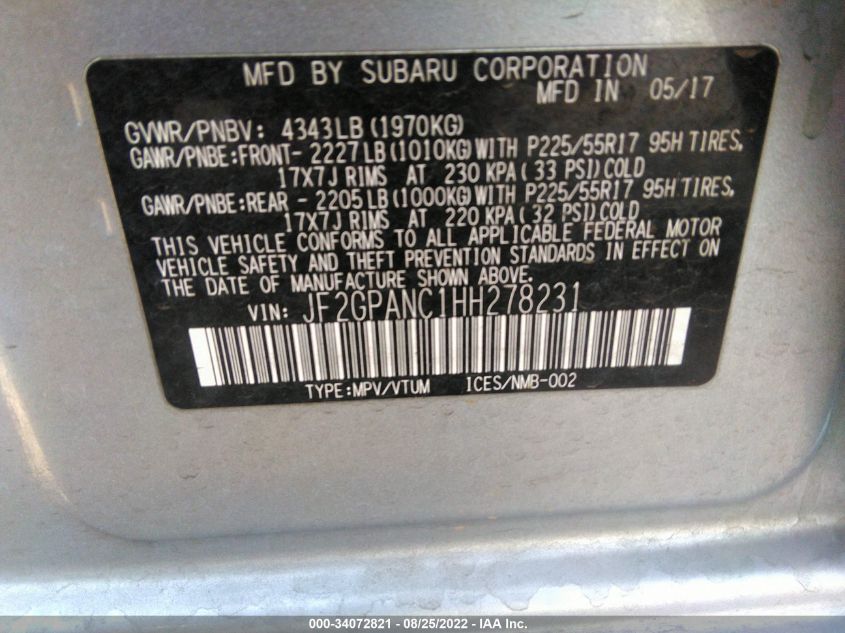 MFD BY SUBARU CORPORATION
MFD IN 05/17
GVWR/PNBV: 4343LB (1970KG)
GAWR/PNBE:FRONT- 2227 LB (1010KG) WITH P225/55R17 95H TIRES,
17X7J RIMS AT 230 KPA ( 33 PSI) COLD
GAWR/PNBE:REAR - 2205 LB (1000KG) WITH P225/55R17 95H TIRES,
17X7J RIMS AT 220 KPA ( 32 PSI) COLD
THIS VEHICLE CONFORMS TO ALL APPLICABLE FEDERAL MOTOR
VEHICLE SAFETY AND THEFT PREVENTION STANDARDS IN EFFECT ON
THE DATE OF MANUFACTURE SHOWN ABOVE.
VIN: JF2GPANC1HH278231
TYPE:MPV/VTUM ICES/NMB-002
000-34072821 - 08/25/2022 - IAA Inc.